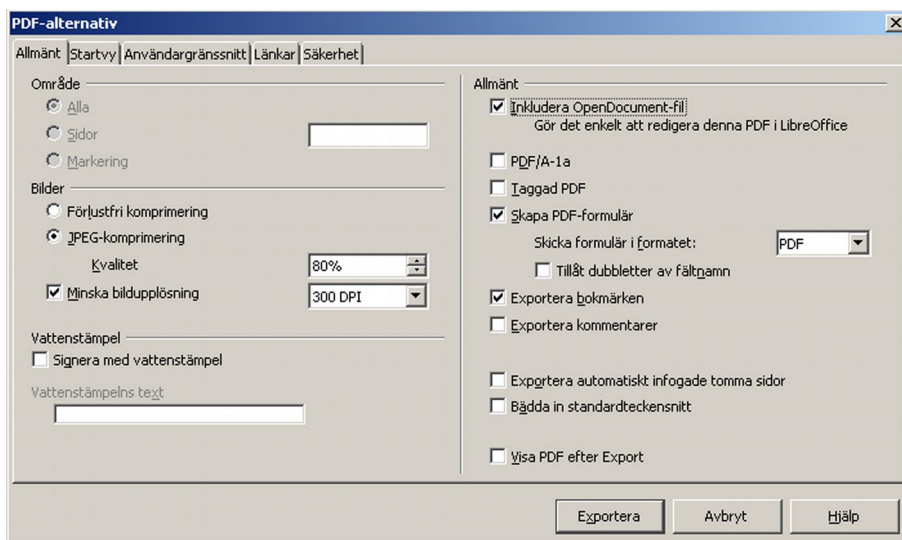 PDF-alternativ
Allmänt Startvy Användargränssnitt Länkar Säkerhet
Område
Alla
Sidor
Markering
Bilder
Förlustfri komprimering
JPEG-komprimering
Kvalitet 80%
Minska bildupplösning 300 DPI
Vattenstämpel
Signera med vattenstämpel
Vattenstämpelns text
Allmänt
Inkludera OpenDocument-fil
Gör det enkelt att redigera denna PDF i LibreOffice
PDF/A-1a
Taggad PDF
Skapa PDF-formulär
Skicka formulär i formatet: PDF
Tillåt dubbletter av fältnamn
Exportera bokmärken
Exportera kommentarer
Exportera automatiskt infogade tomma sidor
Bädda in standardteckensnitt
Visa PDF efter Export
Exportera Avbryt Hjälp